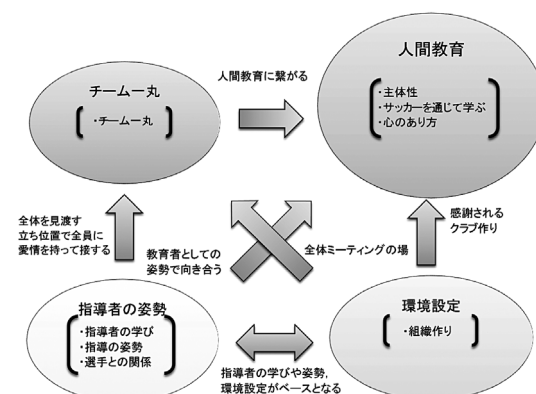 人間教育
・主体性
・サッカーを通じて学ぶ
・心のあり方
人間教育に繋がる
チーム一丸
・チーム一丸
全体を見渡す
立ち位置で全員に
愛情を持って接する
教育者としての
姿勢で向き合う
全体ミーティングの場
感謝される
クラブ作り
指導者の姿勢
・指導者の学び
・指導の姿勢
・選手との関係
環境設定
・組織作り
指導者の学びや姿勢,
環境設定がベースとなる